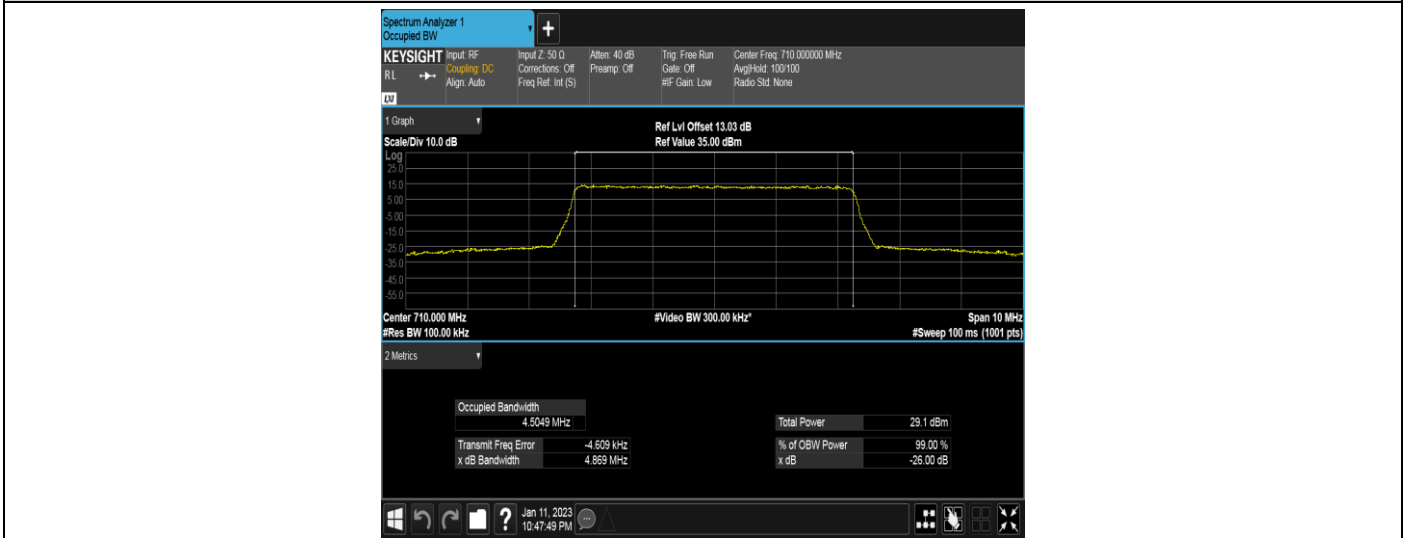 Spectrum Analyzer 1
Occupied BW
+
KEYSIGHT
RL
LXI
Input: RF
Coupling: DC
Align: Auto
Input Z: 50 Ω
Corrections: Off
Freq Ref: Int (S)
Atten: 40 dB
Preamp: Off
Trig: Free Run
Gate: Off
#IF Gain: Low
Center Freq: 710.000000 MHz
Avg|Hold: 100/100
Radio Std: None
1 Graph
Scale/Div 10.0 dB
Ref Lvl Offset 13.03 dB
Ref Value 35.00 dBm
Log
25.0
15.0
5.00
-5.00
-15.0
-25.0
-35.0
-45.0
-55.0
Center 710.000 MHz
#Video BW 300.00 kHz*
Span 10 MHz
#Res BW 100.00 kHz
#Sweep 100 ms (1001 pts)
2 Metrics
Occupied Bandwidth
4.5049 MHz
Total Power 29.1 dBm
Transmit Freq Error -4.609 kHz
% of OBW Power 99.00 %
x dB Bandwidth 4.869 MHz
x dB -26.00 dB
?
Jan 11, 2023
10:47:49 PM